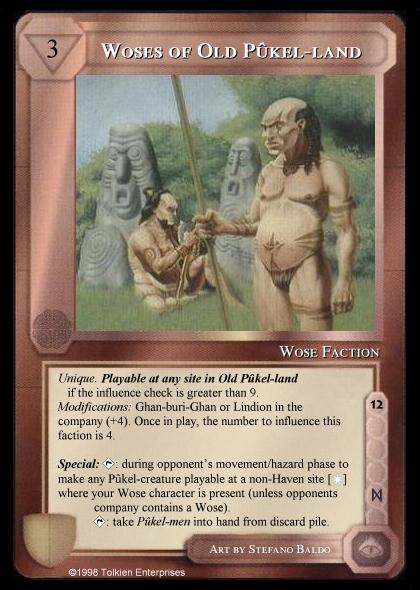 3
WOSES OF OLD PÛKEL-LAND
WOSE FACTION
Unique. Playable at any site in Old Pûkel-land
if the influence check is greater than 9.
Modifications: Ghan-buri-Ghan or Lindion in the
company (+4). Once in play, the number to influence this
faction is 4.
12
Special: : during opponent's movement/hazard phase to
make any Pûkel-creature playable at a non-Haven site [ ]
where your Wose character is present (unless opponents
company contains a Wose).
: take Pûkel-men into hand from discard pile.
ART BY STEFANO BALDO
©1998 Tolkien Enterprises